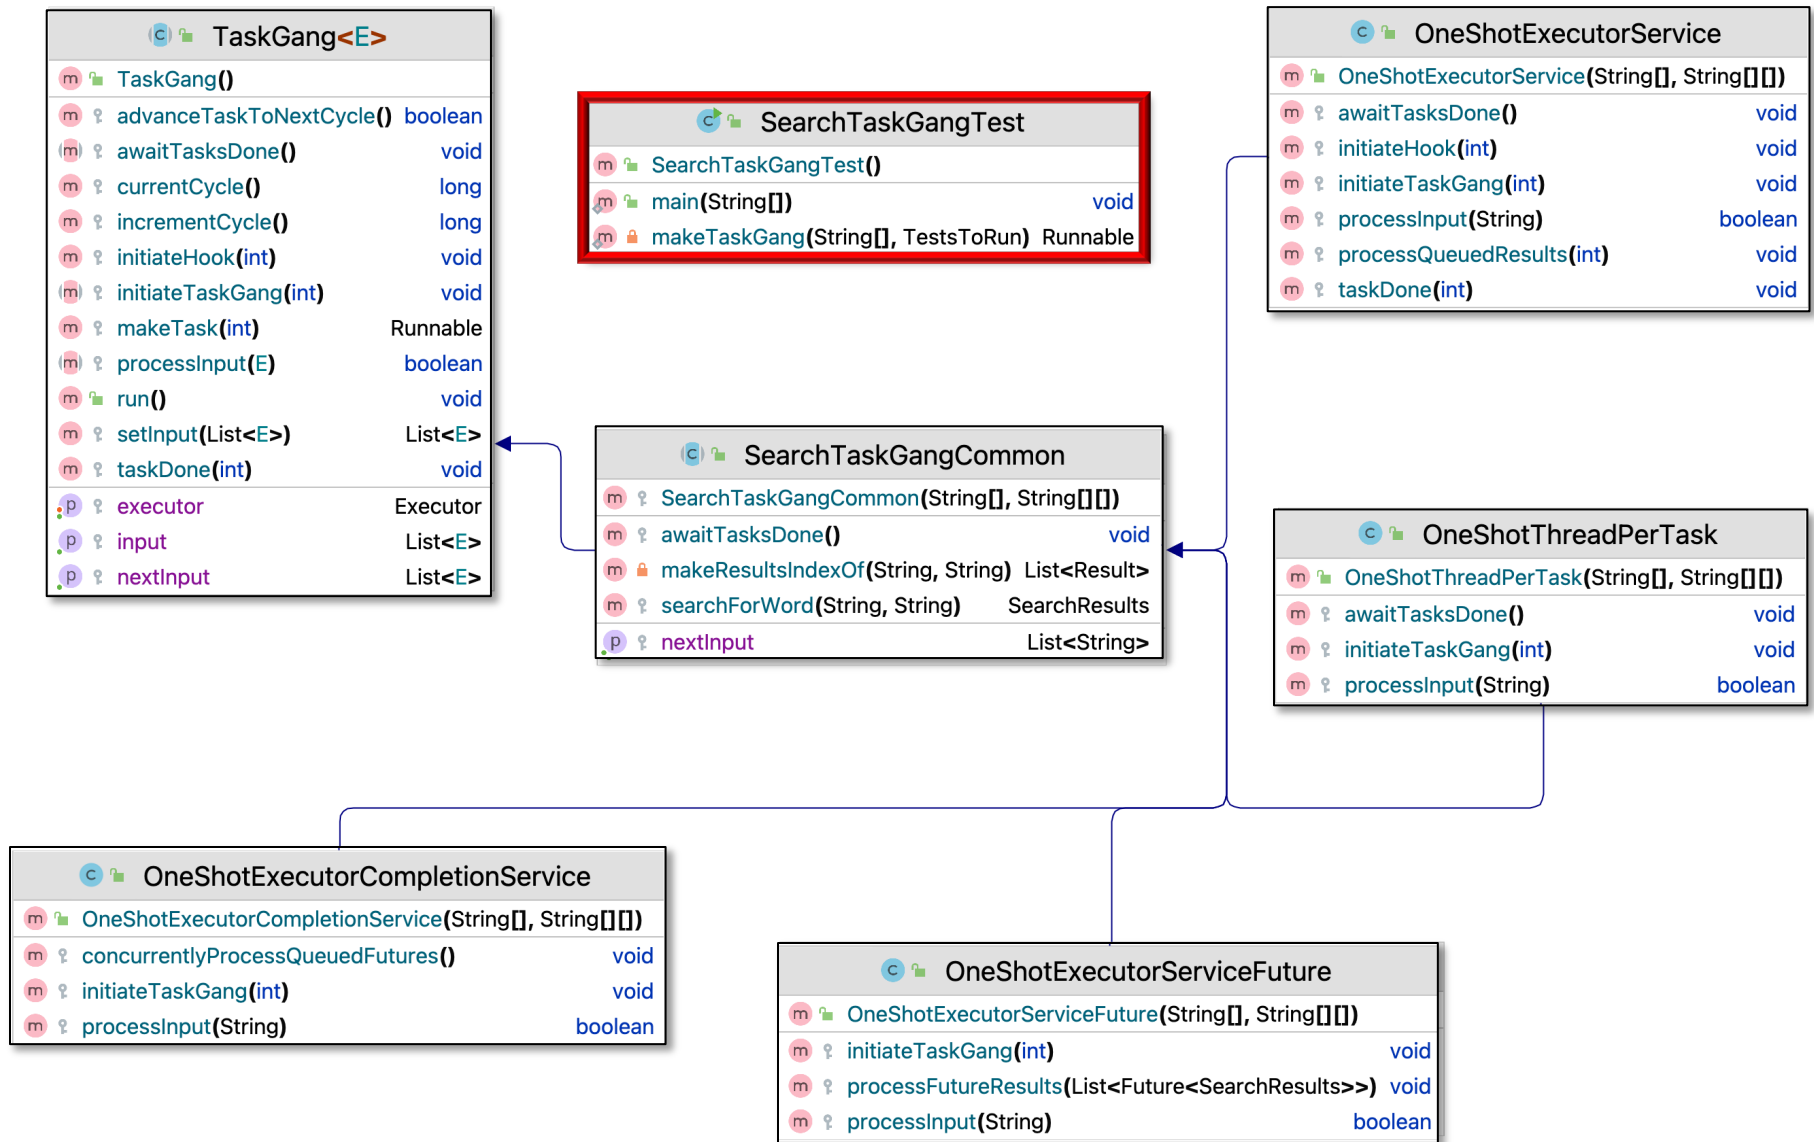 TaskGang<E>
TaskGang()
advanceTaskToNextCycle() boolean
awaitTasksDone() void
currentCycle() long
incrementCycle() long
initiateHook(int) void
initiateTaskGang(int) void
makeTask(int) Runnable
processInput(E) boolean
run() void
setInput(List<E>) List<E>
taskDone(int) void
executor Executor
input List<E>
nextInput List<E>
SearchTaskGangTest
SearchTaskGangTest()
main(String[]) void
makeTaskGang(String[], TestsToRun) Runnable
OneShotExecutorService
OneShotExecutorService(String[], String[][])
awaitTasksDone() void
initiateHook(int) void
initiateTaskGang(int) void
processInput(String) boolean
processQueuedResults(int) void
taskDone(int) void
SearchTaskGangCommon
SearchTaskGangCommon(String[], String[][])
awaitTasksDone() void
makeResultsIndexOf(String, String) List<Result>
searchForWord(String, String) SearchResults
nextInput List<String>
OneShotThreadPerTask
OneShotThreadPerTask(String[], String[][])
awaitTasksDone() void
initiateTaskGang(int) void
processInput(String) boolean
OneShotExecutorCompletionService
OneShotExecutorCompletionService(String[], String[][])
concurrentlyProcessQueuedFutures() void
initiateTaskGang(int) void
processInput(String) boolean
OneShotExecutorServiceFuture
OneShotExecutorServiceFuture(String[], String[][])
initiateTaskGang(int) void
processFutureResults(List<Future<SearchResults>>) void
processInput(String) boolean